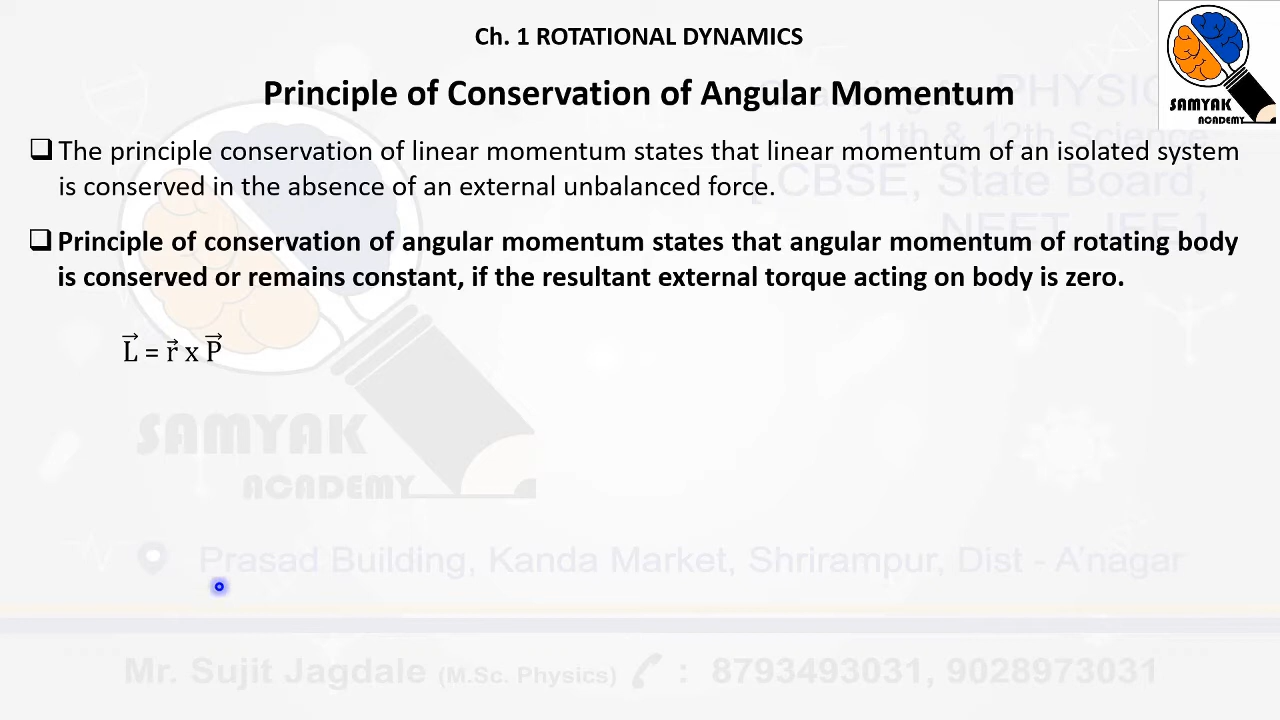 Ch. 1 ROTATIONAL DYNAMICS
Principle of Conservation of Angular Momentum
SAMYAK
ACADEMY
PHYSIC
11th & 12th Science
[ CBSE, State Board,
NEET, JEE ]
❑ The principle conservation of linear momentum states that linear momentum of an isolated system
is conserved in the absence of an external unbalanced force.
❑ Principle of conservation of angular momentum states that angular momentum of rotating body
is conserved or remains constant, if the resultant external torque acting on body is zero.
L⃗ = r⃗ x P⃗
SAMYAK
ACADEMY
Prasad Building, Kanda Market, Shrirampur, Dist - A'nagar
Mr. Sujit Jagdale (M.Sc. Physics) : 8793493031, 9028973031